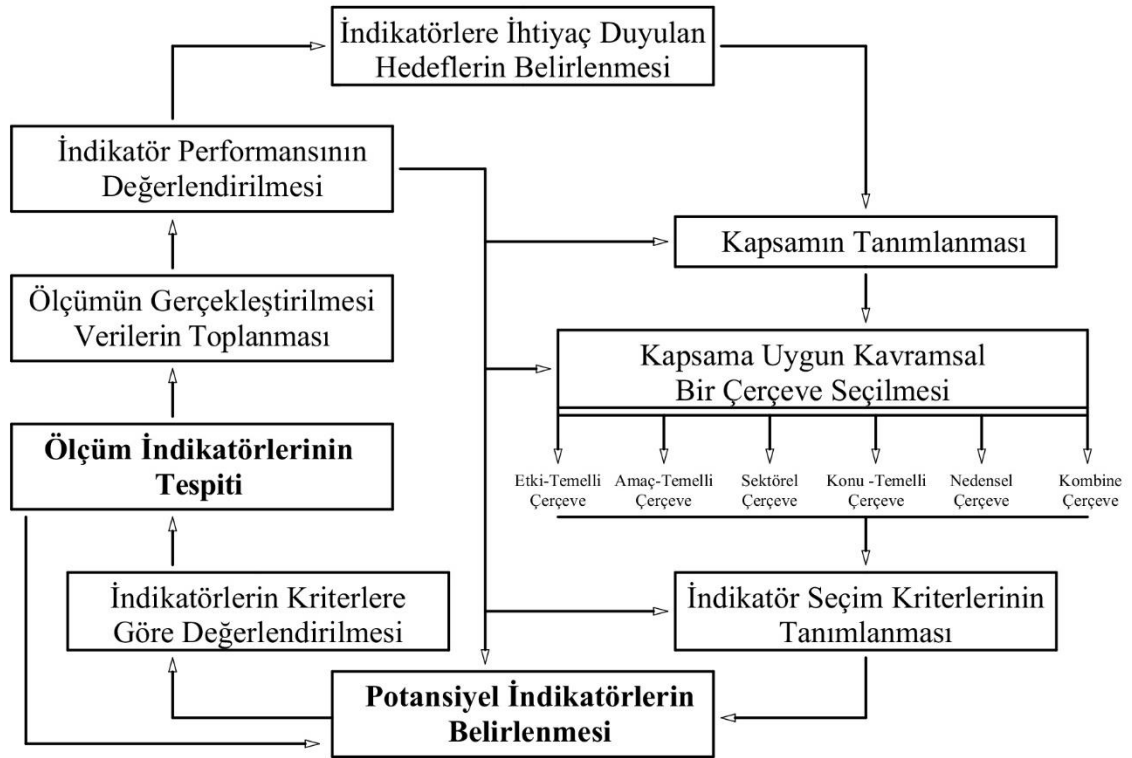 İndikatörlere İhtiyaç Duyulan
Hedeflerin Belirlenmesi
İndikatör Performansının
Değerlendirilmesi
Kapsamın Tanımlanması
Ölçümün Gerçekleştirilmesi
Verilerin Toplanması
Kapsama Uygun Kavramsal
Bir Çerçeve Seçilmesi
Ölçüm İndikatörlerinin
Tespiti
Etki-Temelli
Çerçeve
Amaç-Temelli
Çerçeve
Sektörel
Çerçeve
Konu -Temelli
Çerçeve
Nedensel
Çerçeve
Kombine
Çerçeve
İndikatörlerin Kriterlere
Göre Değerlendirilmesi
İndikatör Seçim Kriterlerinin
Tanımlanması
Potansiyel İndikatörlerin
Belirlenmesi